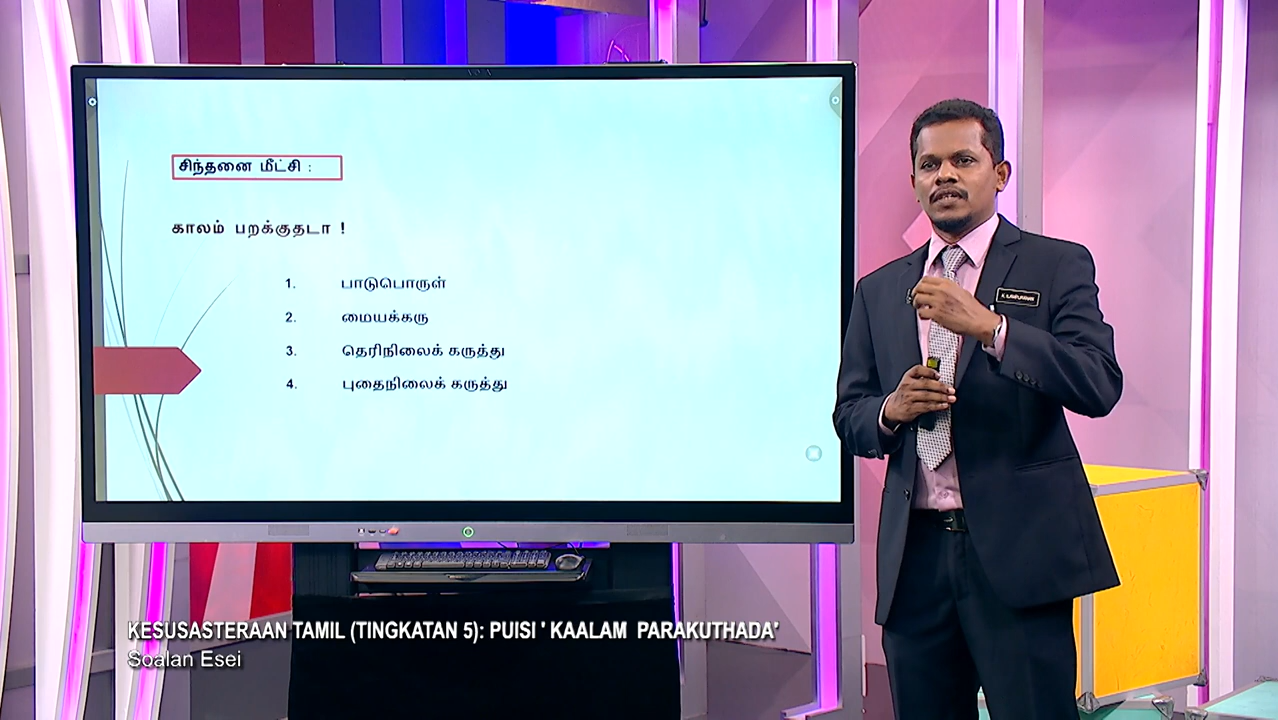 சிந்தனை மீட்சி :
காலம் பறக்குதடா !
1. பாடுபொருள்
2. மையக்கரு
3. தெரிநிலைக் கருத்து
4. புதைநிலைக் கருத்து
KESUSASTERAAN TAMIL (TINGKATAN 5): PUISI ' KAALAM PARAKUTHADA'
Soalan Esei